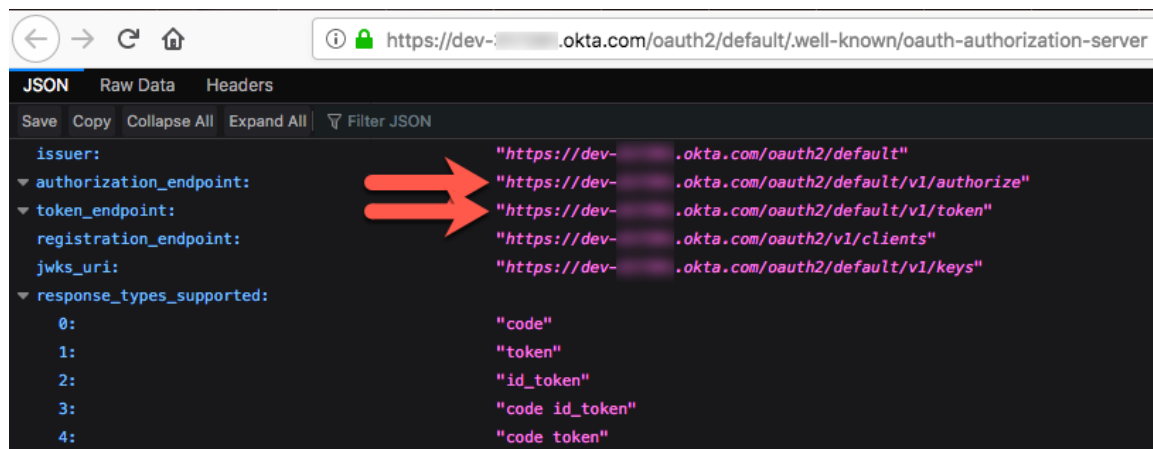 https://dev- .okta.com/oauth2/default/.well-known/oauth-authorization-server
JSON Raw Data Headers
Save Copy Collapse All Expand All Filter JSON
issuer: "https://dev- .okta.com/oauth2/default"
authorization_endpoint: "https://dev- .okta.com/oauth2/default/v1/authorize"
token_endpoint: "https://dev- .okta.com/oauth2/default/v1/token"
registration_endpoint: "https://dev- .okta.com/oauth2/v1/clients"
jwks_uri: "https://dev- .okta.com/oauth2/default/v1/keys"
response_types_supported:
0: "code"
1: "token"
2: "id_token"
3: "code id_token"
4: "code token"